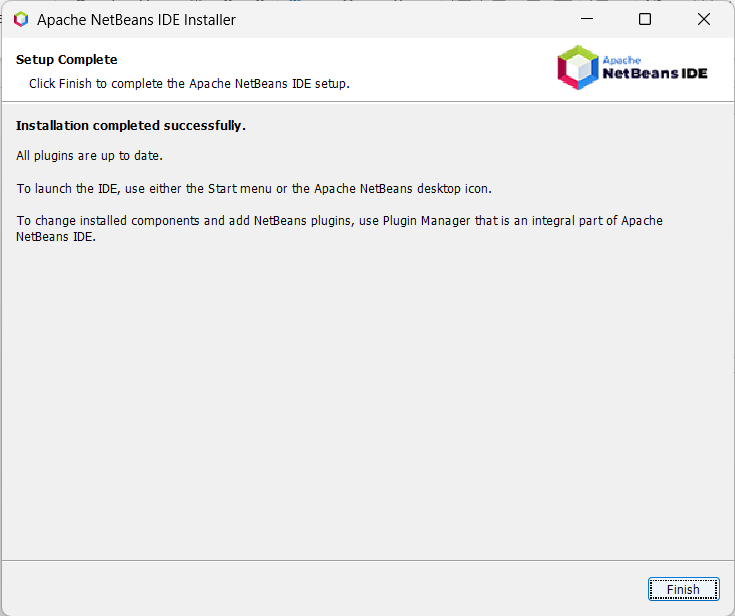 Apache NetBeans IDE Installer
Setup Complete
Click Finish to complete the Apache NetBeans IDE setup.
Apache
NetBeans IDE
Installation completed successfully.
All plugins are up to date.
To launch the IDE, use either the Start menu or the Apache NetBeans desktop icon.
To change installed components and add NetBeans plugins, use Plugin Manager that is an integral part of Apache
NetBeans IDE.
Finish